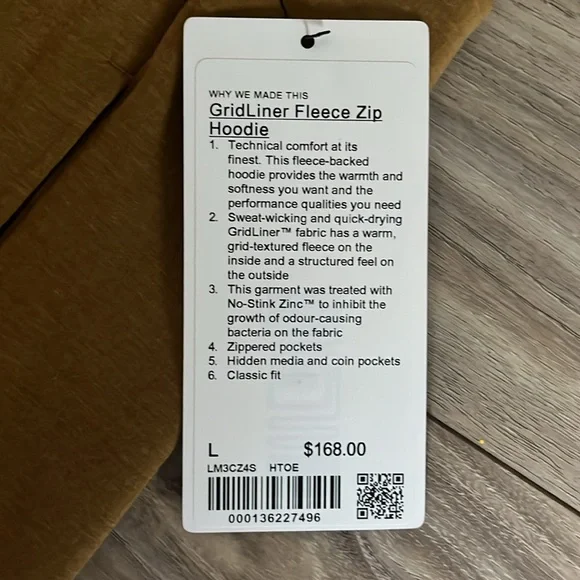 WHY WE MADE THIS
GridLiner Fleece Zip
Hoodie
1. Technical comfort at its
finest. This fleece-backed
hoodie provides the warmth and
softness you want and the
performance qualities you need
2. Sweat-wicking and quick-drying
GridLiner™ fabric has a warm,
grid-textured fleece on the
inside and a structured feel on
the outside
3. This garment was treated with
No-Stink Zinc™ to inhibit the
growth of odour-causing
bacteria on the fabric
4. Zippered pockets
5. Hidden media and coin pockets
6. Classic fit
L $168.00
LM3CZ4S HTOE
000136227496